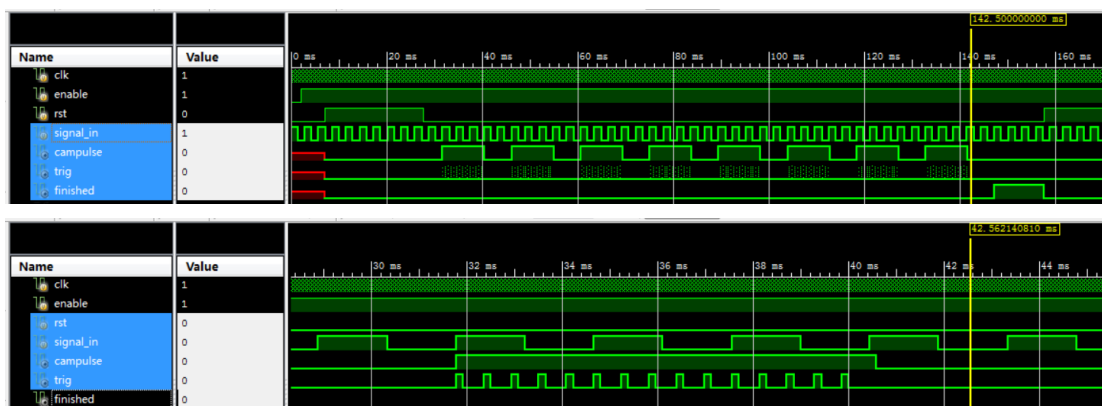 142.500000000 ms
Name Value 0 ms 20 ms 40 ms 60 ms 80 ms 100 ms 120 ms 140 ms 160 ms
clk 1
enable 1
rst 0
signal_in 1
campulse 0
trig 0
finished 0
42.562140810 ms
Name Value 30 ms 32 ms 34 ms 36 ms 38 ms 40 ms 42 ms 44 ms
clk 1
enable 1
rst 0
signal_in 0
campulse 0
trig 0
finished 0